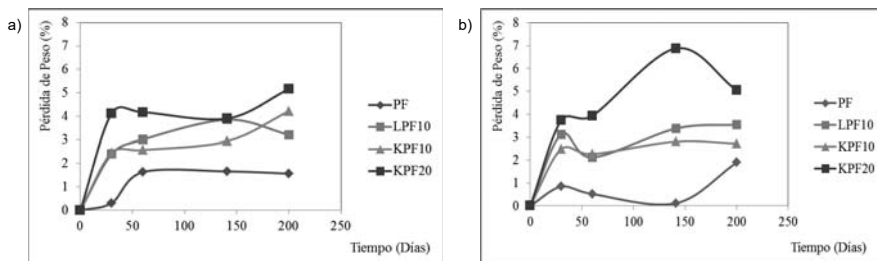 a)
Pérdida de Peso (%)
8
7
6
5
4
3
2
1
0
0 50 100 150 200 250
Tiempo (Días)
PF
LPF10
KPF10
KPF20
b)
Pérdida de Peso (%)
8
7
6
5
4
3
2
1
0
0 50 100 150 200 250
Tiempo (Días)
PF
LPF10
KPF10
KPF20